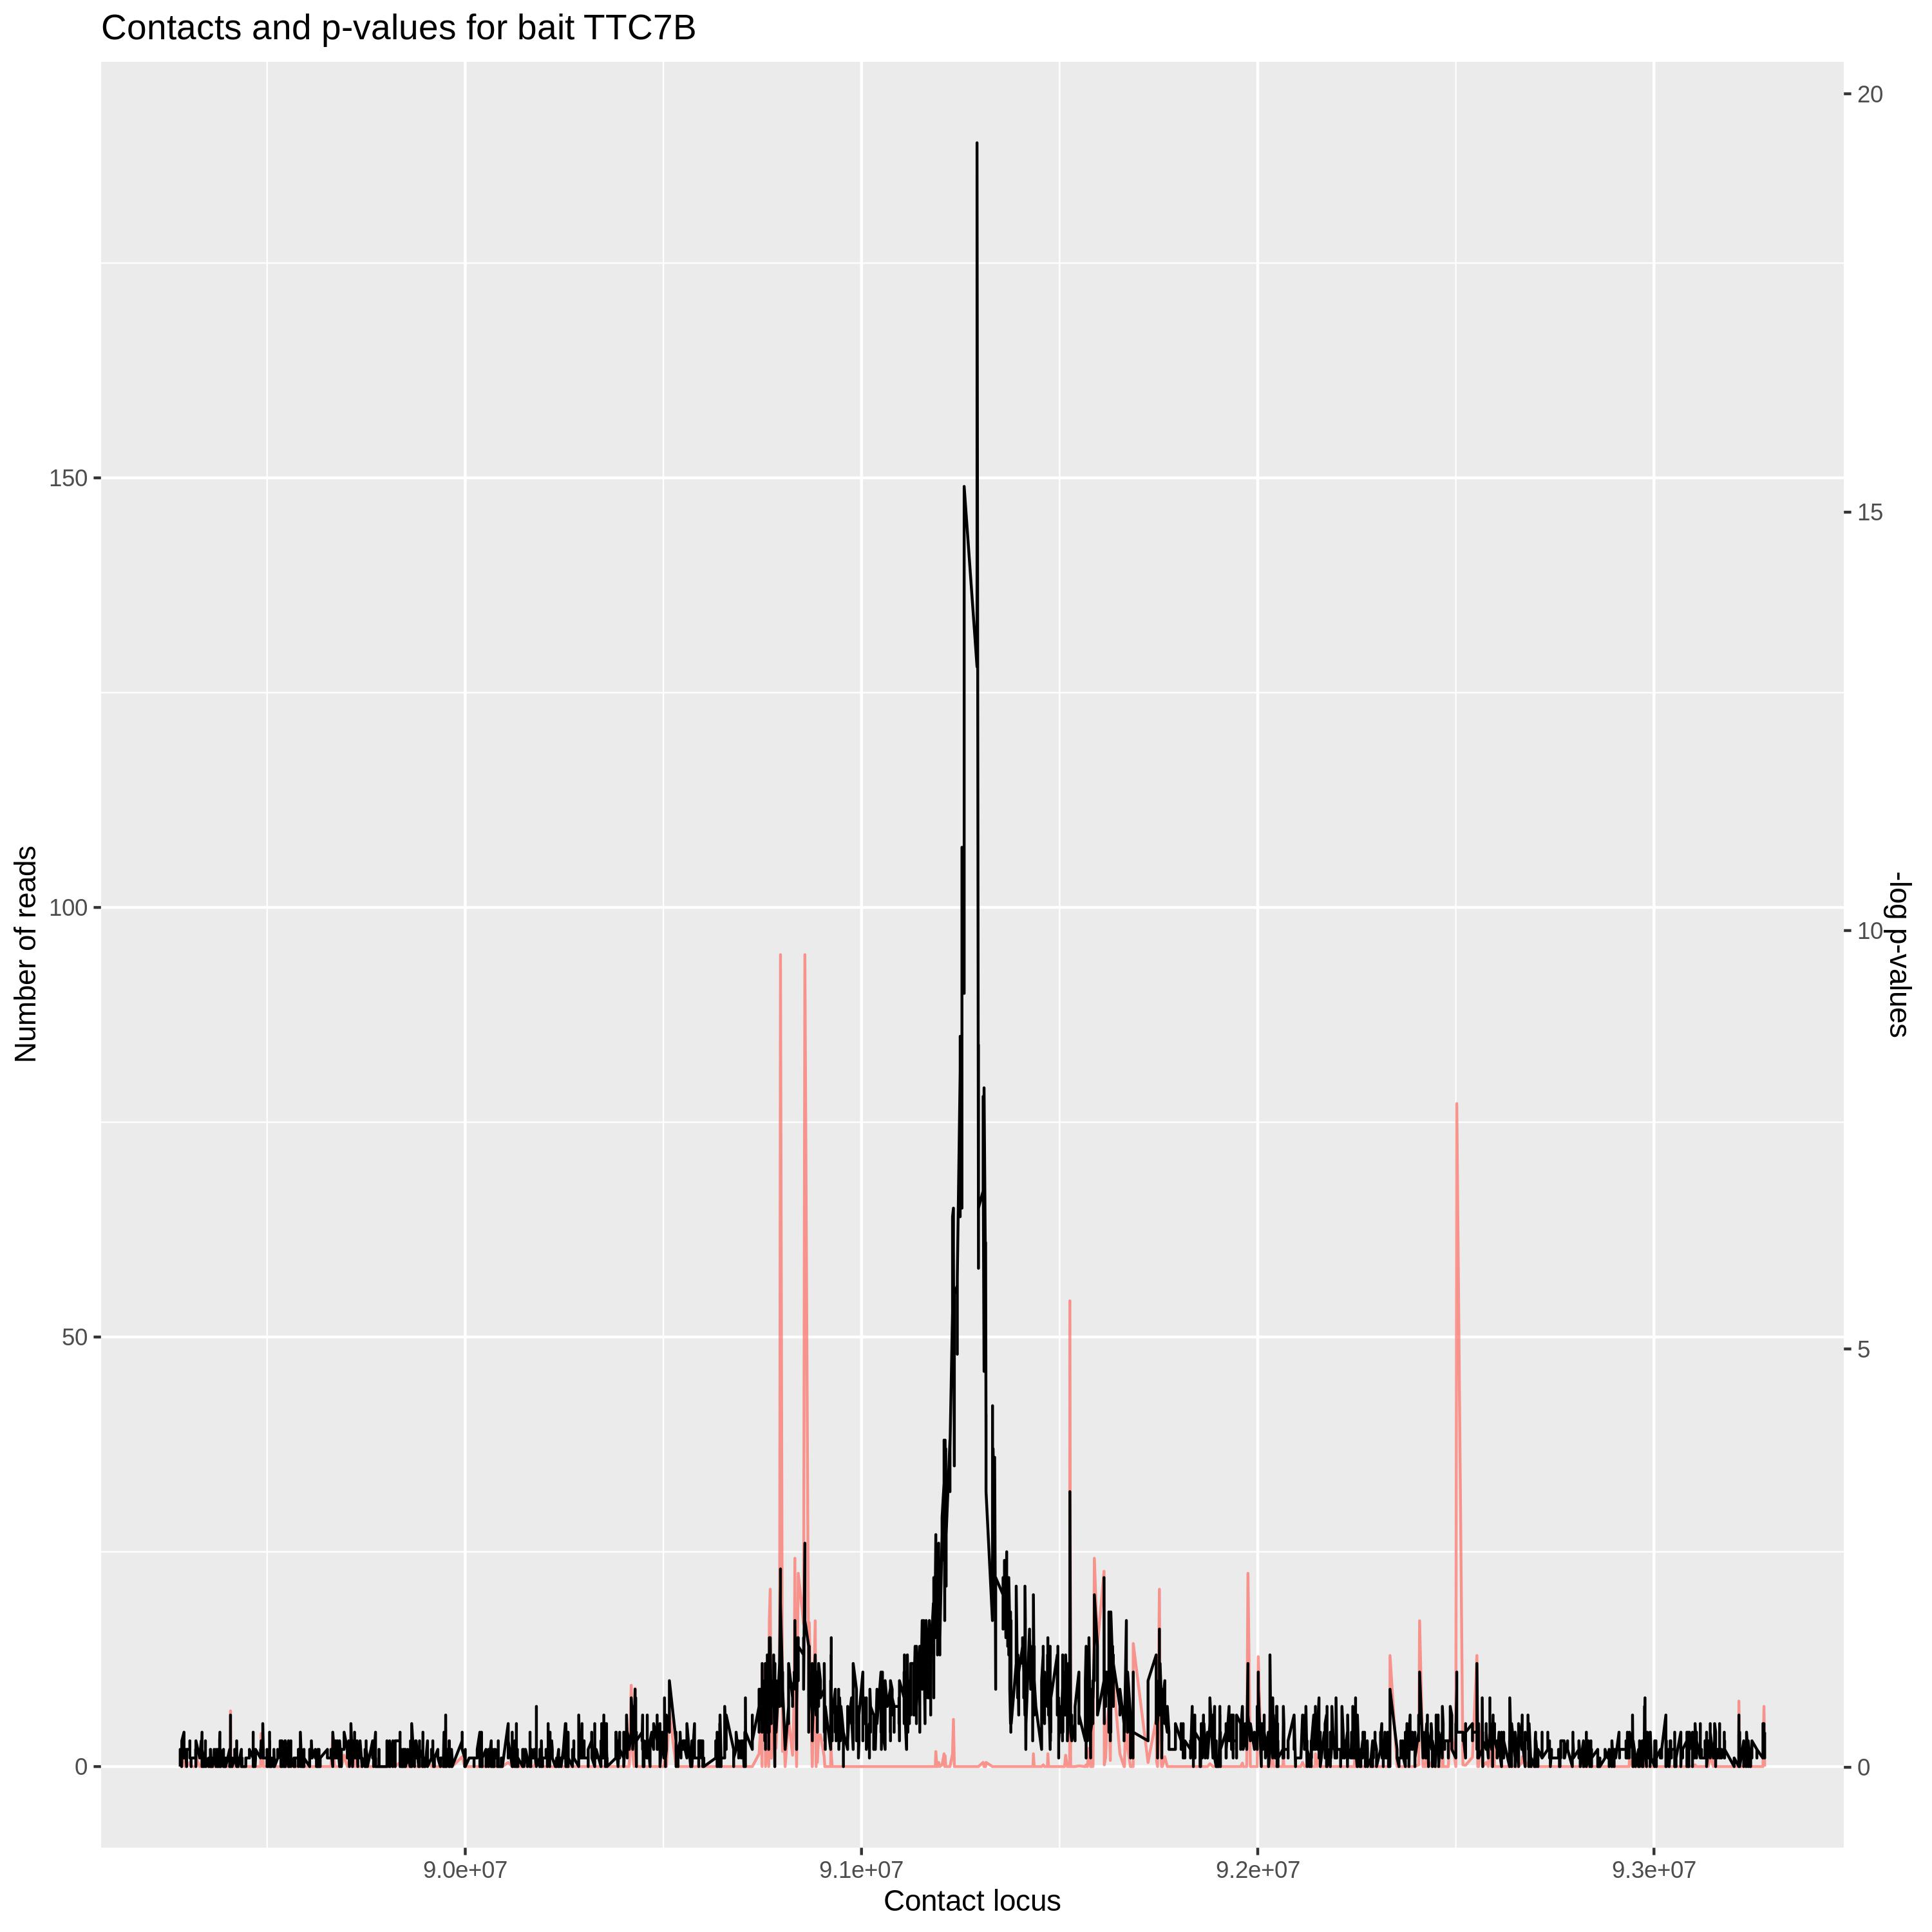 Contacts and p-values for bait TTC7B
20
150
15
100
10
50
5
0
0
Number of reads
-log p-values
9.0e+07
9.1e+07
9.2e+07
9.3e+07
Contact locus